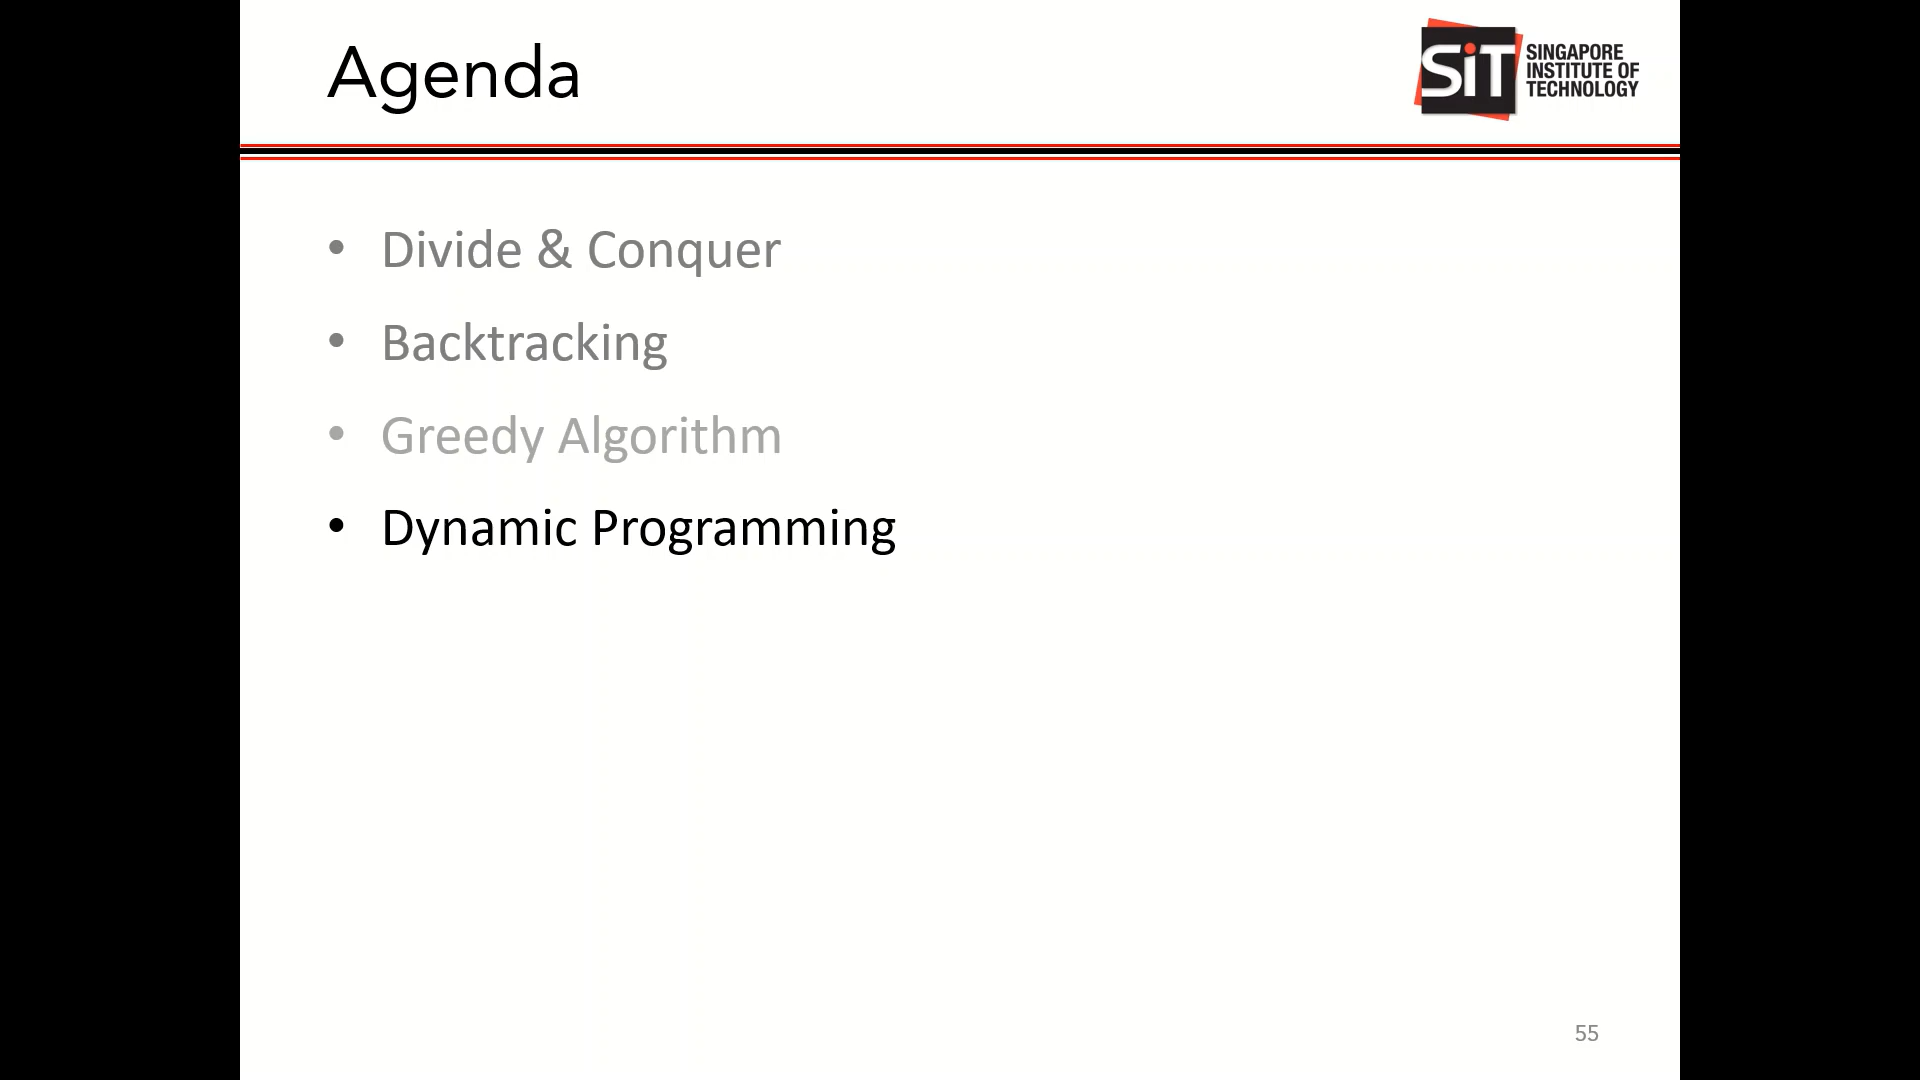 Agenda
SiT
SINGAPORE
INSTITUTE OF
TECHNOLOGY
• Divide & Conquer
• Backtracking
• Greedy Algorithm
• Dynamic Programming
55